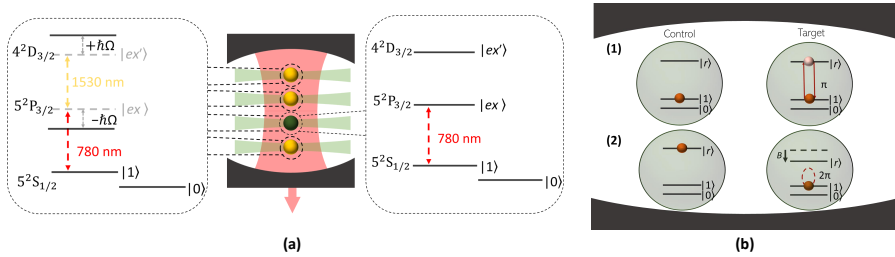 +ℏΩ
4²D₃/₂
|ex′⟩
1530 nm
5²P₃/₂
|ex⟩
−ℏΩ
780 nm
5²S₁/₂
|1⟩
|0⟩
4²D₃/₂
|ex′⟩
5²P₃/₂
|ex⟩
780 nm
5²S₁/₂
|1⟩
|0⟩
(a)
Control
Target
(1)
|r⟩
|1⟩
|0⟩
|r⟩
π
|1⟩
|0⟩
(2)
|r⟩
|1⟩
|0⟩
B
|r⟩
2π
|1⟩
|0⟩
(b)